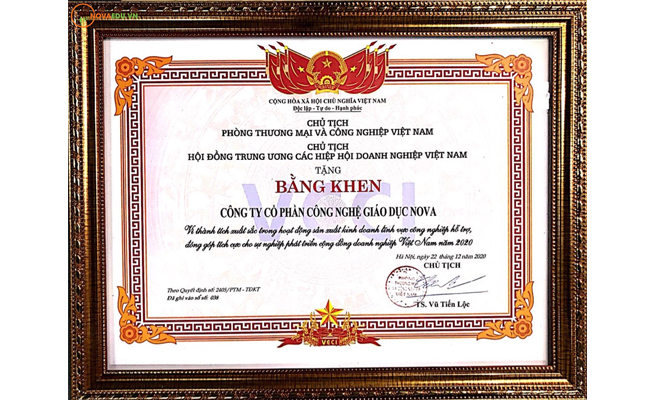 NOVAEDU.VN
CỘNG HÒA XÃ HỘI CHỦ NGHĨA VIỆT NAM
Độc lập - Tự do - Hạnh phúc
CHỦ TỊCH
PHÒNG THƯƠNG MẠI VÀ CÔNG NGHIỆP VIỆT NAM
CHỦ TỊCH
HỘI ĐỒNG TRUNG ƯƠNG CÁC HIỆP HỘI DOANH NGHIỆP VIỆT NAM
TẶNG
VCCI
BẰNG KHEN
CÔNG TY CỔ PHẦN CÔNG NGHỆ GIÁO DỤC NOVA
Vì thành tích xuất sắc trong hoạt động sản xuất kinh doanh lĩnh vực công nghiệp hỗ trợ,
đóng góp tích cực cho sự nghiệp phát triển cộng đồng doanh nghiệp Việt Nam năm 2020
Hà Nội, ngày 22 tháng 12 năm 2020
CHỦ TỊCH
Theo Quyết định số: 2405/PTM - TĐKT
Đã ghi vào sổ số: 036
TS. Vũ Tiến Lộc
VCCI